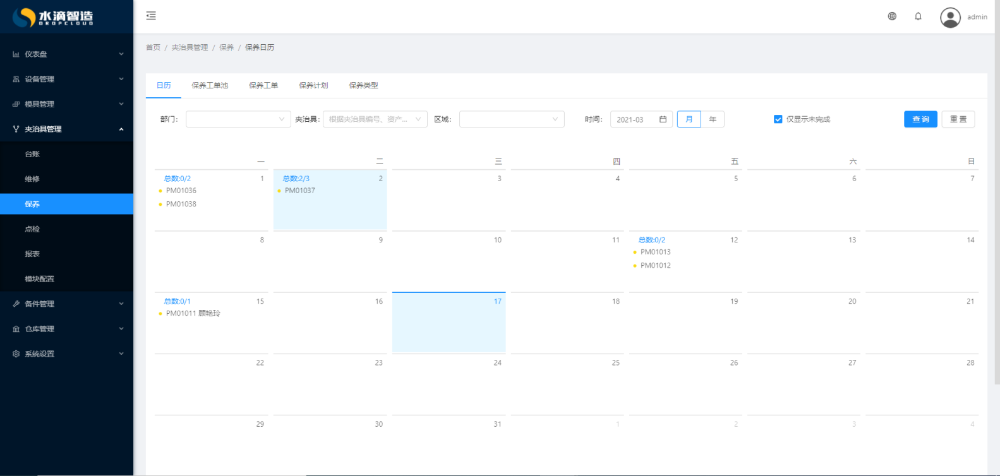 水滴智造
DROPCLOUD
admin
仪表盘
设备管理
模具管理
夹治具管理
台账
维修
保养
点检
报表
模块配置
备件管理
仓库管理
系统设置
首页 / 夹治具管理 / 保养 / 保养日历
日历 保养工单池 保养工单 保养计划 保养类型
部门: 夹治具: 根据夹治具编号、资产... 区域: 时间: 2021-03 月 年 仅显示未完成 查 询 重 置
一 二 三 四 五 六 日
总数:0/2 1 总数:2/3 2 3 4 5 6 7
PM01036 PM01037
PM01038
8 9 10 11 总数:0/2 12 13 14
PM01013
PM01012
总数:0/1 15 16 17 18 19 20 21
PM01011 顾艳玲
22 23 24 25 26 27 28
29 30 31 1 2 3 4